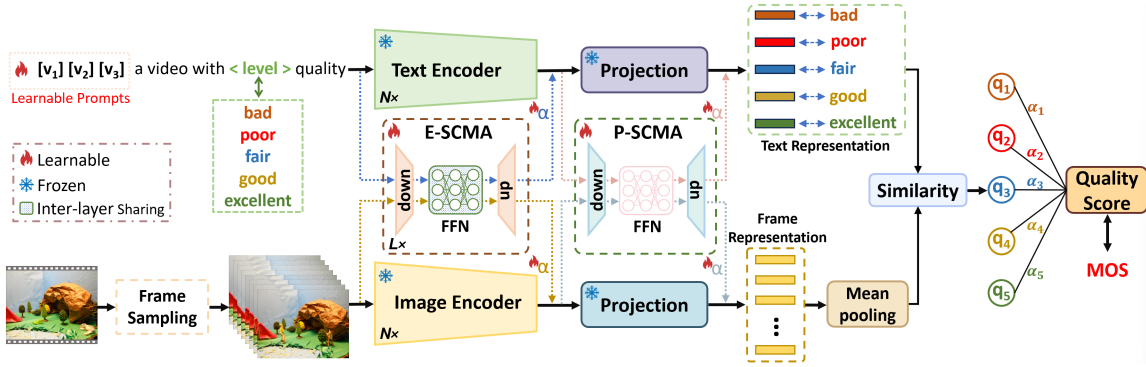 [v1] [v2] [v3] a video with < level > quality
Learnable Prompts
bad
poor
fair
good
excellent
Learnable
Frozen
Inter-layer Sharing
Frame
Sampling
Text Encoder
N×
E-SCMA
down
FFN
up
L×
Image Encoder
N×
α
α
Projection
P-SCMA
down
FFN
up
Projection
α
α
bad
poor
fair
good
excellent
Text Representation
Frame
Representation
Mean
pooling
Similarity
q1
q2
q3
q4
q5
α1
α2
α3
α4
α5
Quality
Score
MOS